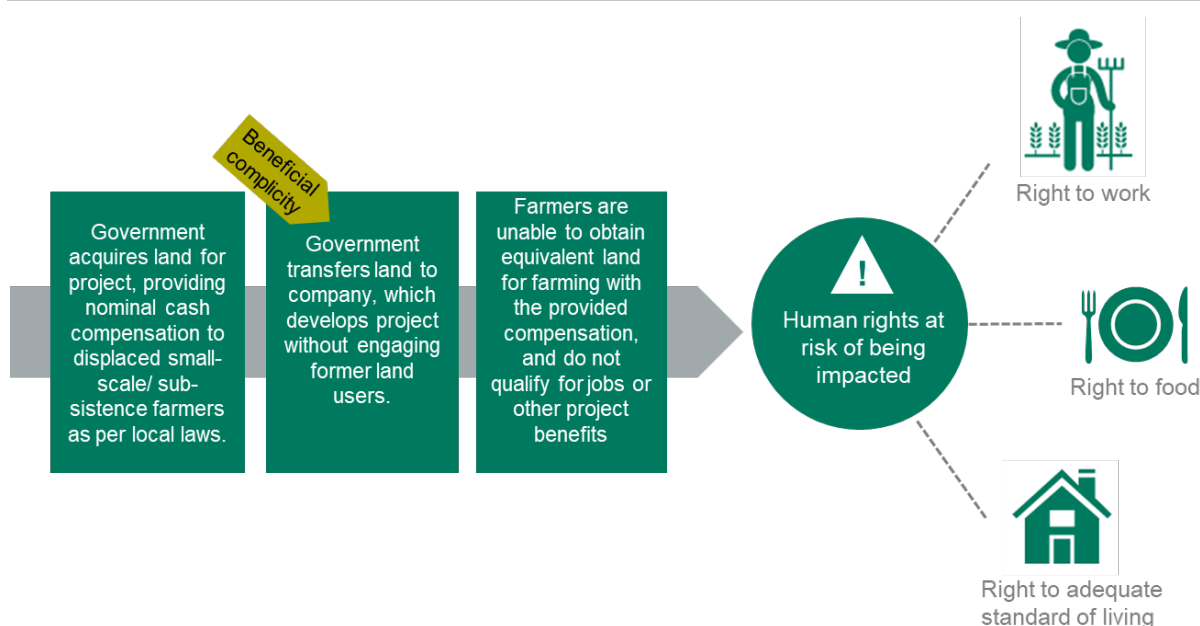 Beneficial
complicity
Government
acquires land for
project, providing
nominal cash
compensation to
displaced small-
scale/ sub-
sistence farmers
as per local laws.
Government
transfers land to
company, which
develops project
without engaging
former land
users.
Farmers are
unable to obtain
equivalent land
for farming with
the provided
compensation,
and do not
qualify for jobs or
other project
benefits
!
Human rights at
risk of being
impacted
Right to work
Right to food
Right to adequate
standard of living